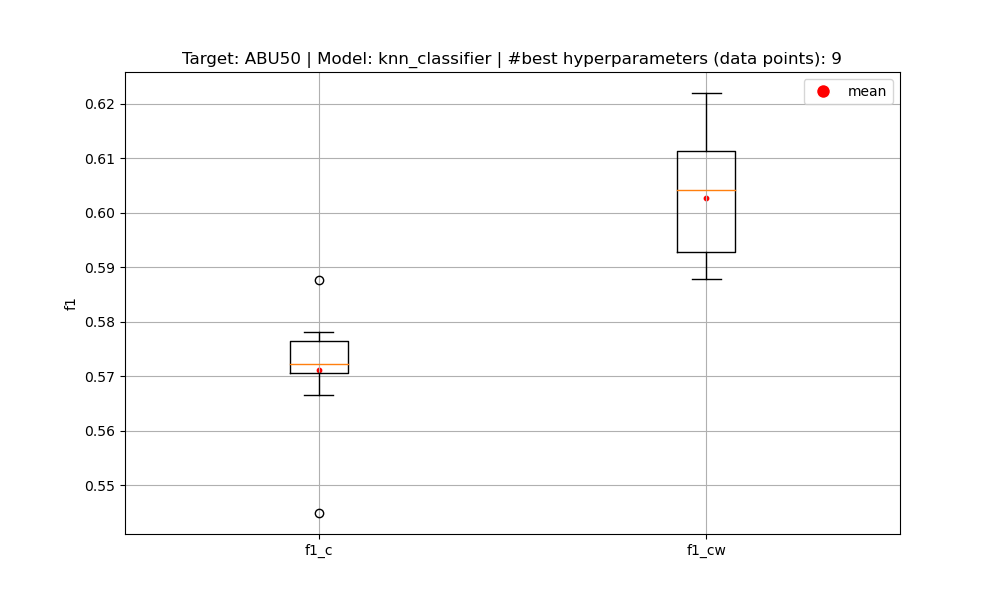 Target: ABU50 | Model: knn_classifier | #best hyperparameters (data points): 9
mean
0.62
0.61
0.60
0.59
0.58
0.57
0.56
0.55
f1
f1_c
f1_cw